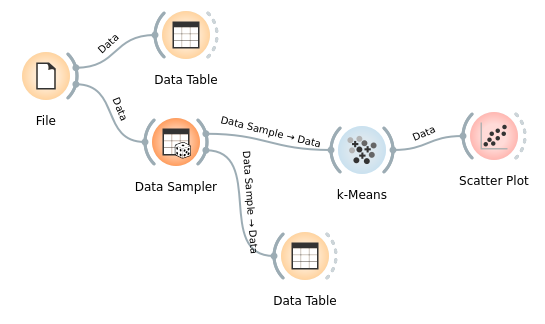 Data
Data Table
File
Data
Data Sampler
Data Sample → Data
k-Means
Data
Scatter Plot
Data Sample → Data
Data Table